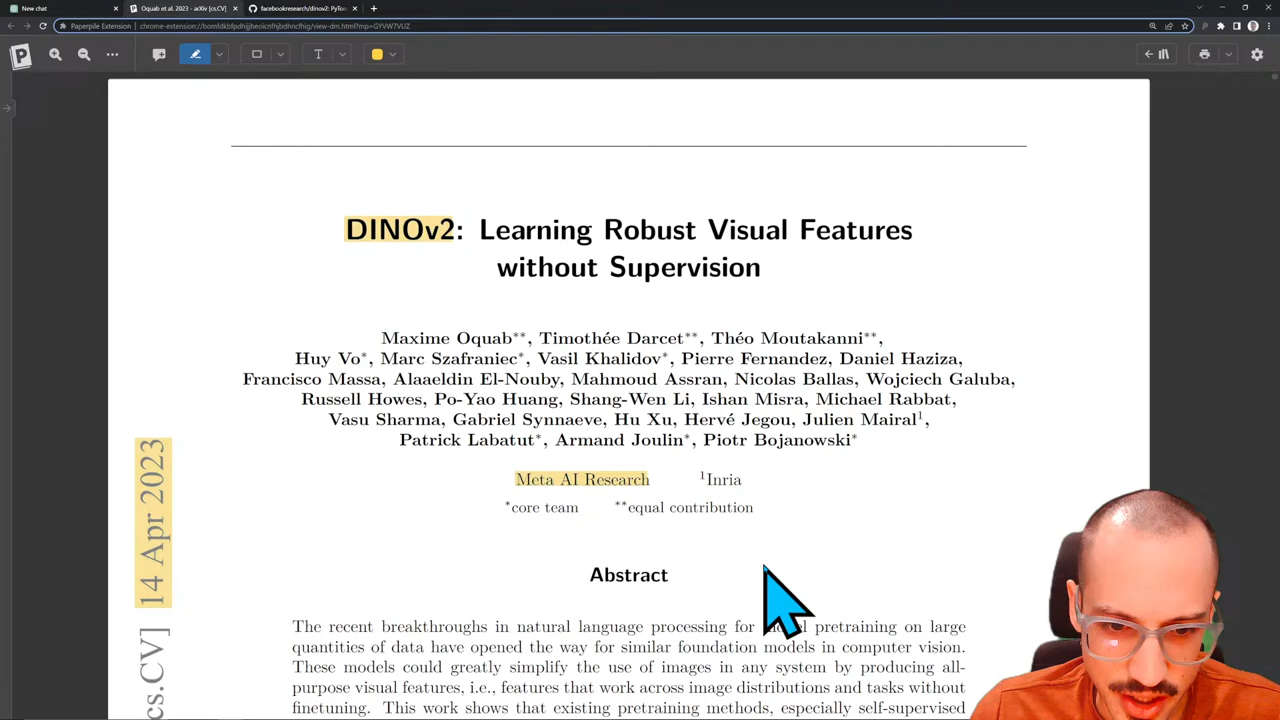 New chat
Oquab et al. 2023 - arXiv [cs.CV]
facebookresearch/dinov2: PyTor
Paperpile Extension | chrome-extension://bomfdkbfpdhijjbeoicnfhjbdhncfhig/view-dm.html?mp=GYVW7VUZ
P
T
DINOv2: Learning Robust Visual Features
without Supervision
Maxime Oquab**, Timothée Darcet**, Théo Moutakanni**,
Huy Vo*, Marc Szafraniec*, Vasil Khalidov*, Pierre Fernandez, Daniel Haziza,
Francisco Massa, Alaaeldin El-Nouby, Mahmoud Assran, Nicolas Ballas, Wojciech Galuba,
Russell Howes, Po-Yao Huang, Shang-Wen Li, Ishan Misra, Michael Rabbat,
Vasu Sharma, Gabriel Synnaeve, Hu Xu, Hervé Jegou, Julien Mairal¹,
Patrick Labatut*, Armand Joulin*, Piotr Bojanowski*
Meta AI Research ¹Inria
*core team **equal contribution
cs.CV] 14 Apr 2023
Abstract
The recent breakthroughs in natural language processing for pretraining on large
quantities of data have opened the way for similar foundation models in computer vision.
These models could greatly simplify the use of images in any system by producing all-
purpose visual features, i.e., features that work across image distributions and tasks without
finetuning. This work shows that existing pretraining methods, especially self-supervised